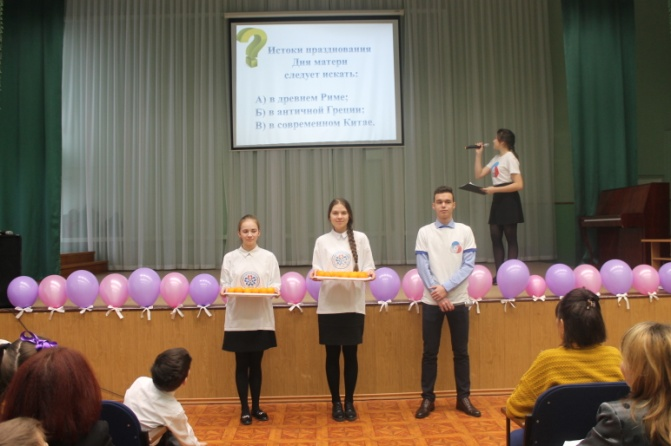 Истоки празднования
Дня матери
следует искать:
А) в древнем Риме;
Б) в античной Греции;
В) в современном Китае.